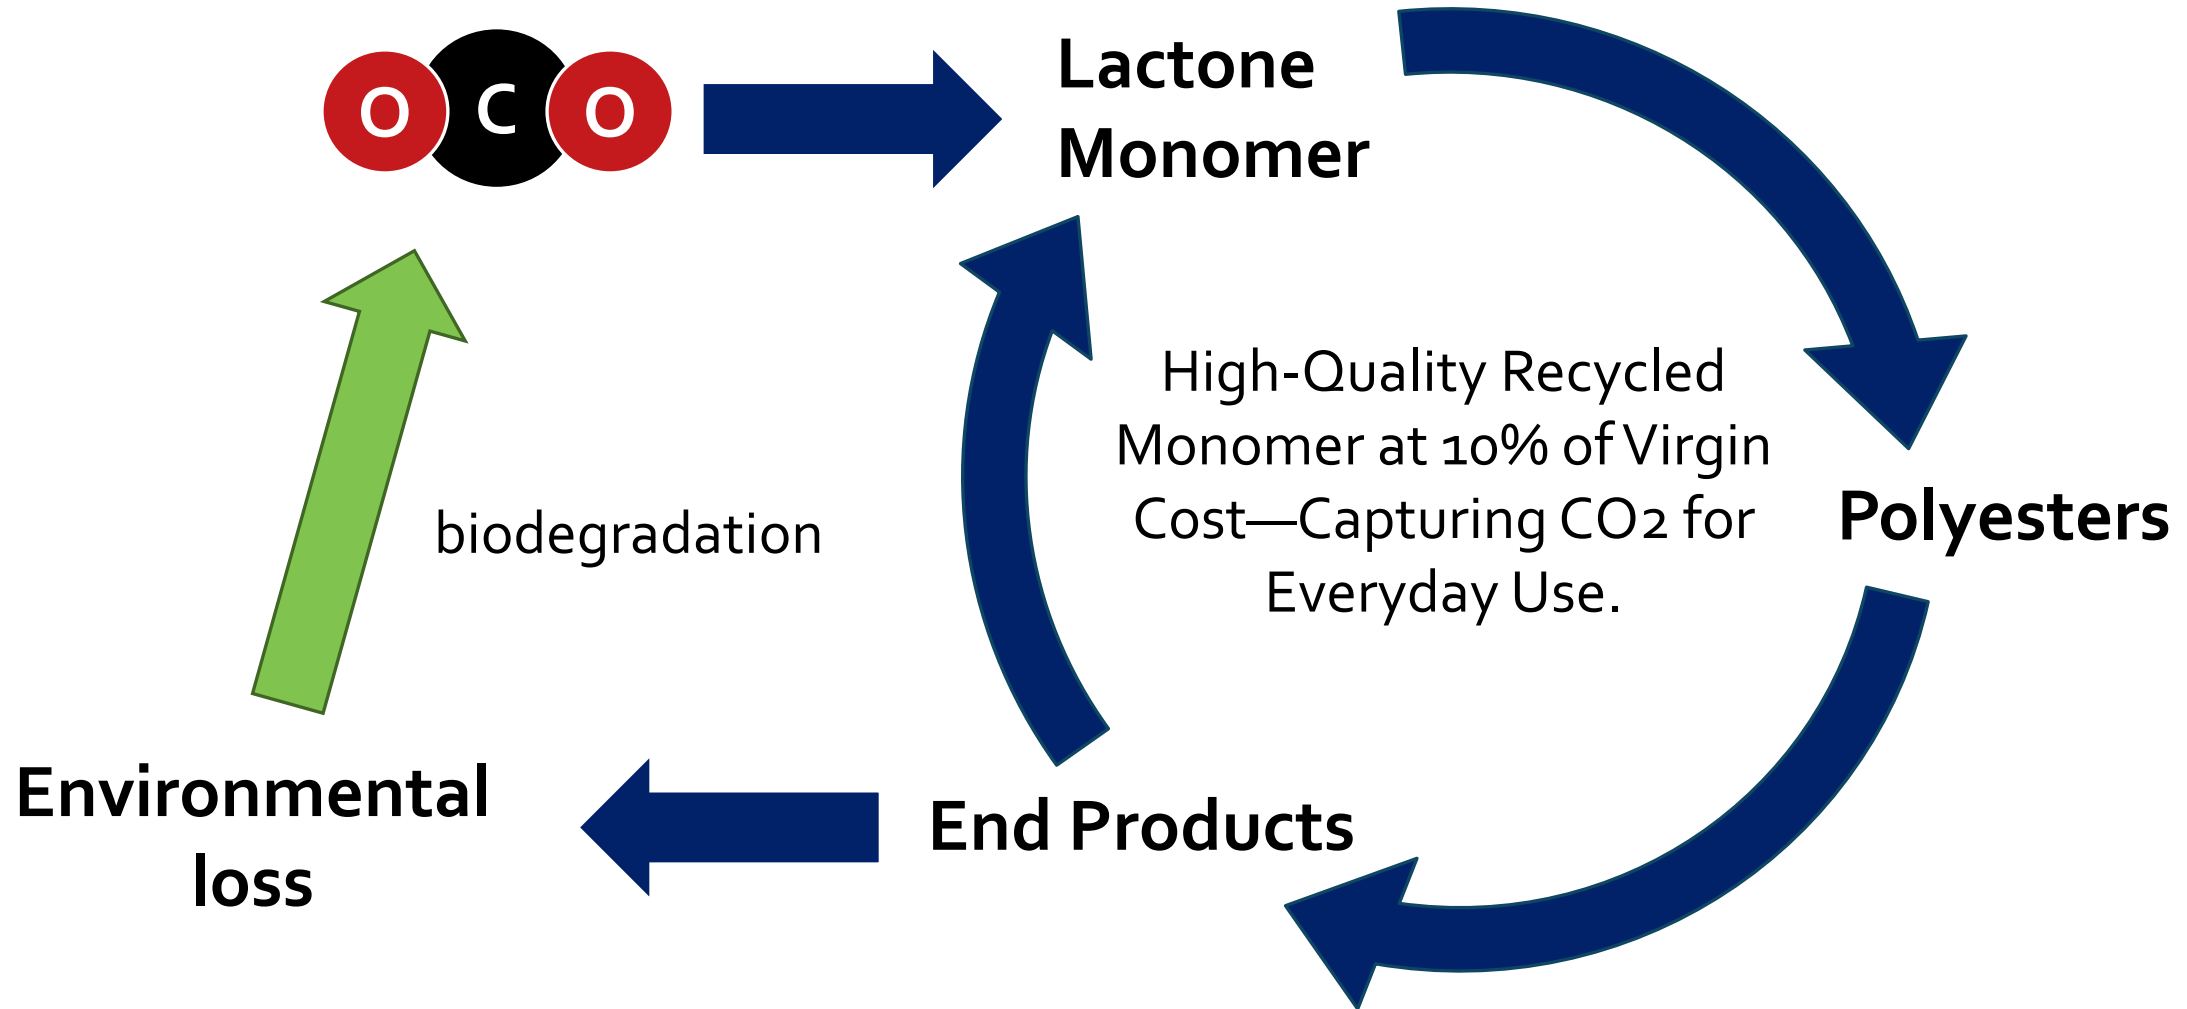 O C O
Lactone
Monomer
High-Quality Recycled
Monomer at 10% of Virgin
Cost—Capturing CO2 for
Everyday Use.
Polyesters
biodegradation
Environmental
loss
End Products